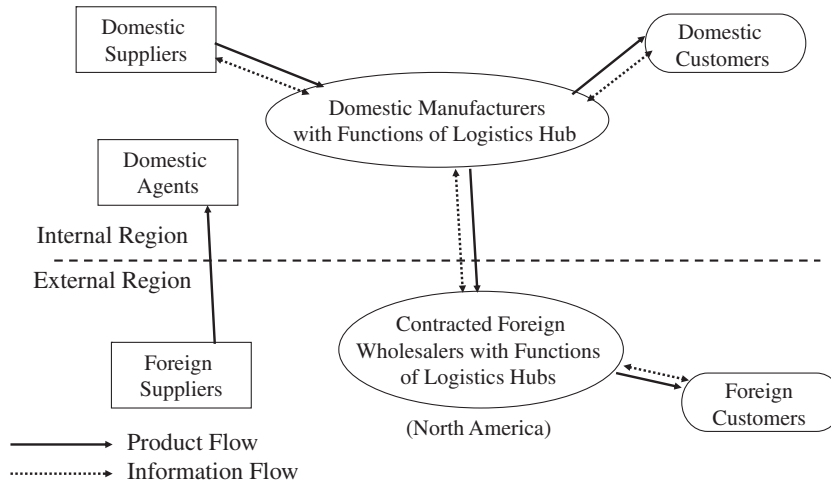 Domestic
Suppliers
Domestic
Customers
Domestic Manufacturers
with Functions of Logistics Hub
Domestic
Agents
Internal Region
External Region
Contracted Foreign
Wholesalers with Functions
of Logistics Hubs
Foreign
Suppliers
Foreign
Customers
(North America)
Product Flow
Information Flow